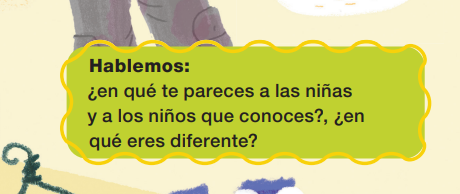 Hablemos:
¿en qué te pareces a las niñas
y a los niños que conoces?, ¿en
qué eres diferente?